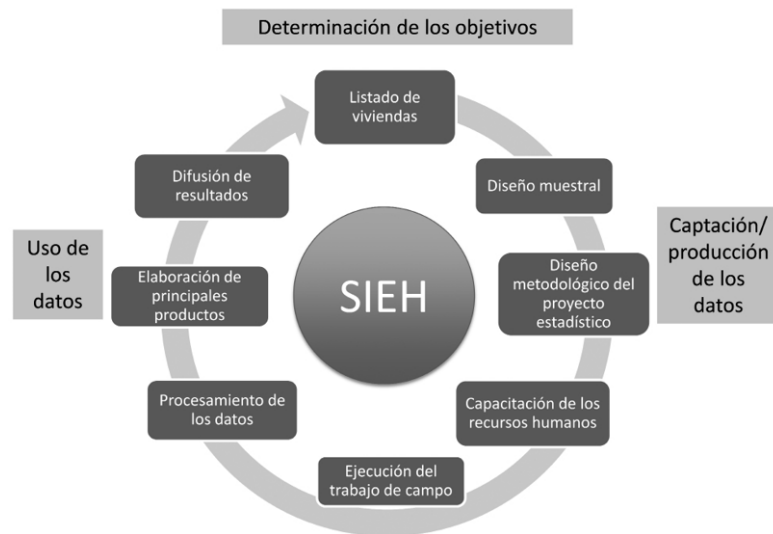 Determinación de los objetivos
Listado de
viviendas
Diseño muestral
Diseño
metodológico del
proyecto
estadístico
Captación/
producción
de los
datos
Capacitación de los
recursos humanos
Ejecución del
trabajo de campo
Procesamiento de
los datos
Elaboración de
principales
productos
Uso de
los
datos
Difusión de
resultados
SIEH